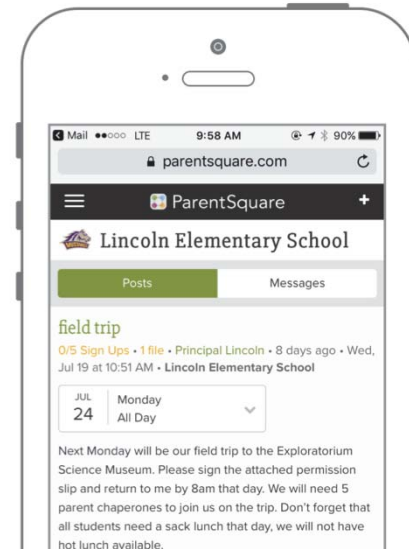 Mail LTE 9:58 AM 90%
parentsquare.com
ParentSquare +
Lincoln Elementary School
Posts Messages
field trip
0/5 Sign Ups • 1 file • Principal Lincoln • 8 days ago • Wed,
Jul 19 at 10:51 AM • Lincoln Elementary School
JUL Monday
24 All Day
Next Monday will be our field trip to the Exploratorium
Science Museum. Please sign the attached permission
slip and return to me by 8am that day. We will need 5
parent chaperones to join us on the trip. Don't forget that
all students need a sack lunch that day, we will not have
hot lunch available.